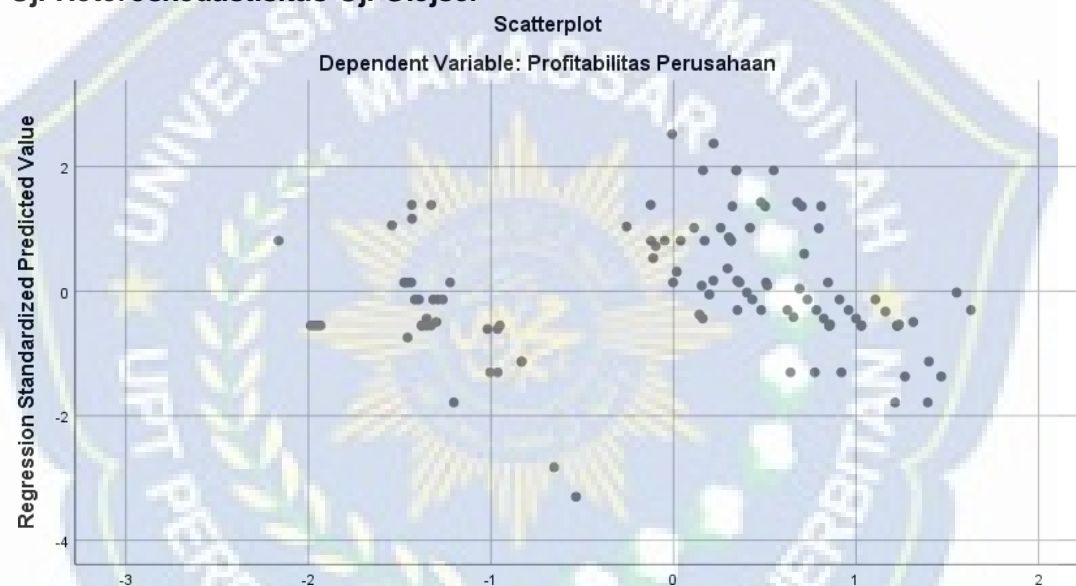 Uji Heteroskedastisitas Uji Glejser
Scatterplot
Dependent Variable: Profitabilitas Perusahaan
Regression Standardized Predicted Value
2
0
-2
-4
-3
-2
-1
0
1
2
MAKASSAR